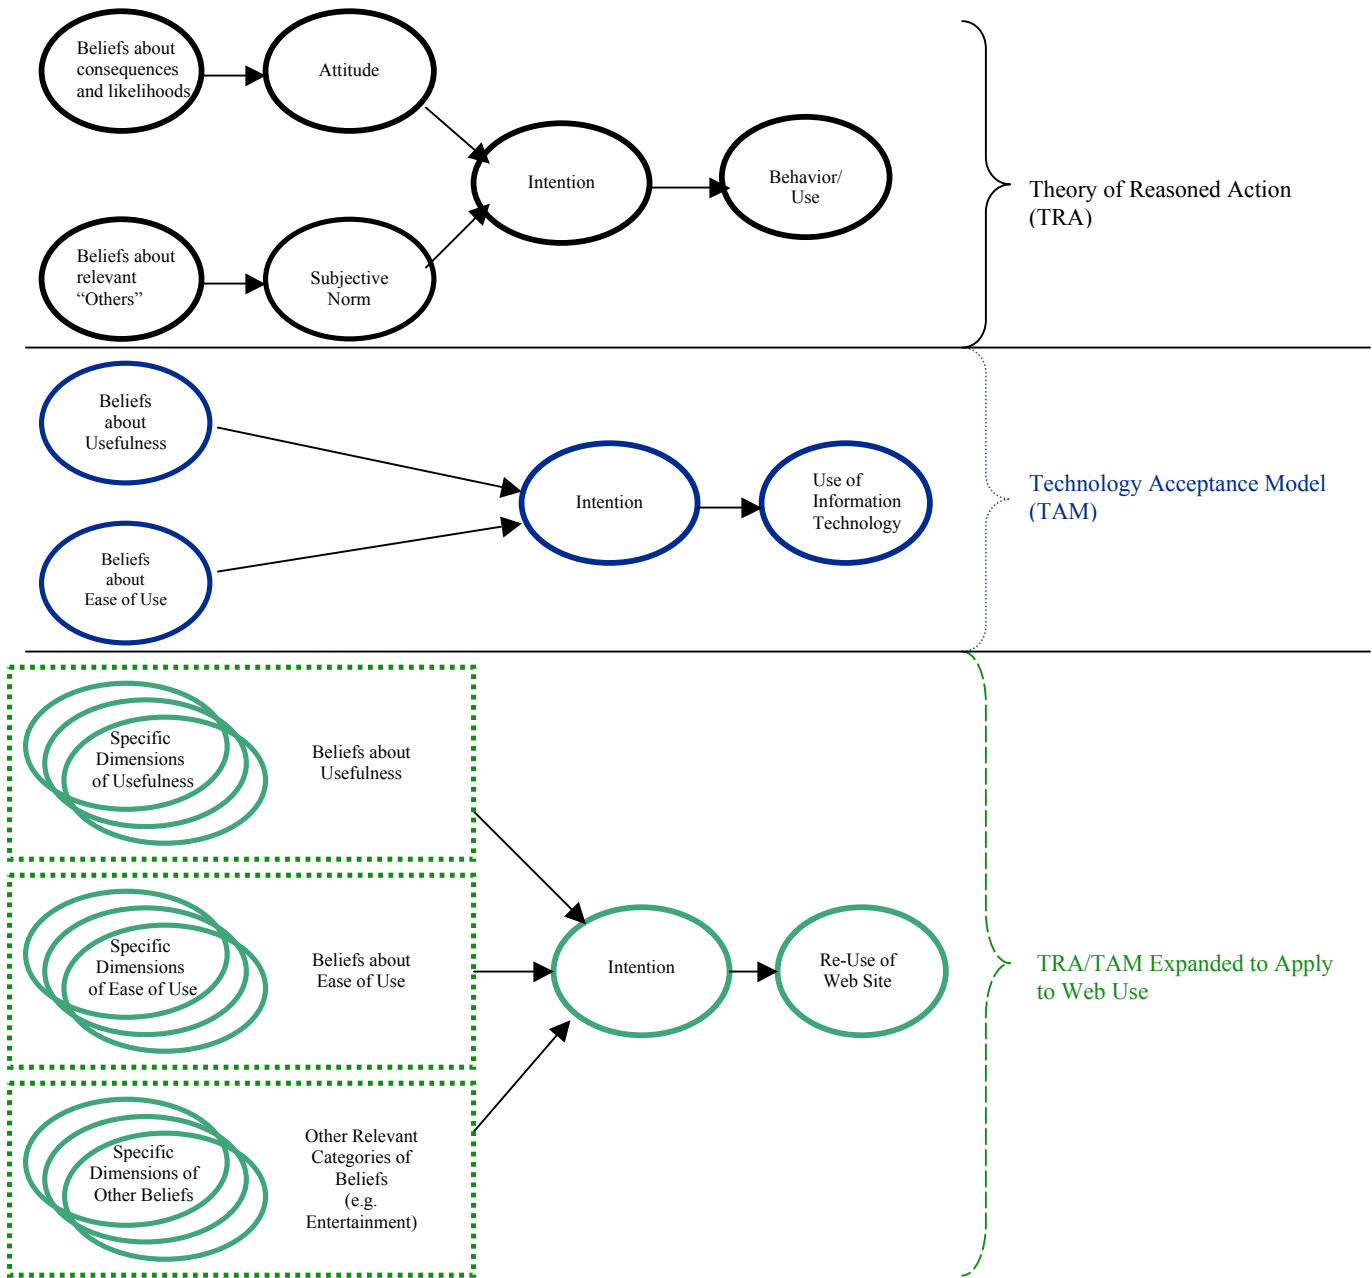 Beliefs about
consequences
and likelihoods
Attitude
Intention
Behavior/
Use
Beliefs about
relevant
“Others”
Subjective
Norm
Theory of Reasoned Action
(TRA)
Beliefs
about
Usefulness
Beliefs
about
Ease of Use
Intention
Use of
Information
Technology
Technology Acceptance Model
(TAM)
Specific
Dimensions
of Usefulness
Beliefs about
Usefulness
Specific
Dimensions
of Ease of Use
Beliefs about
Ease of Use
Intention
Re-Use of
Web Site
TRA/TAM Expanded to Apply
to Web Use
Specific
Dimensions of
Other Beliefs
Other Relevant
Categories of
Beliefs
(e.g.
Entertainment)